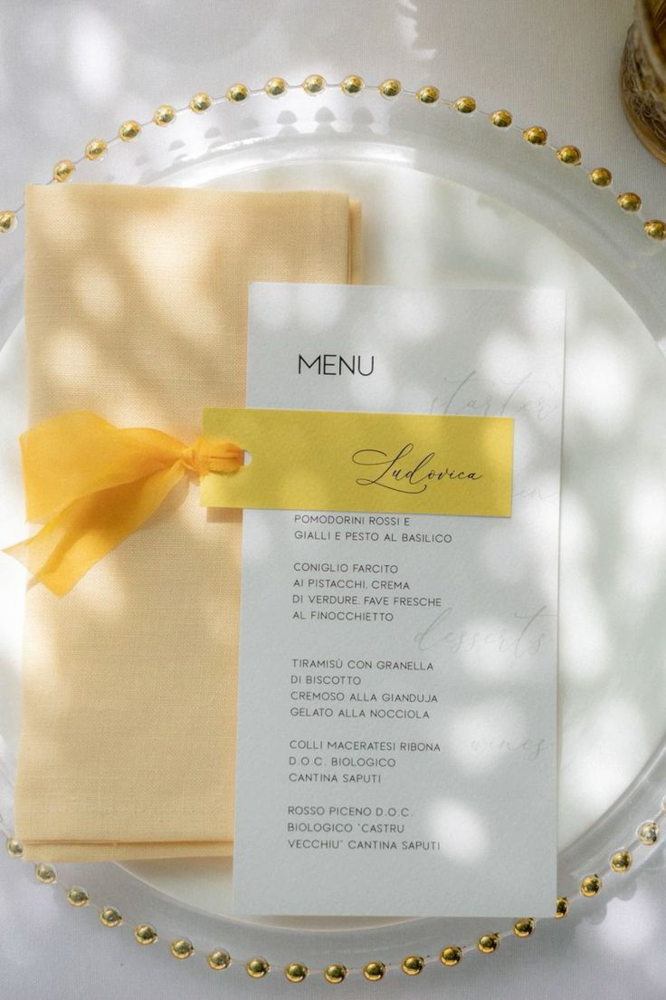 MENU
starter
Ludovica
POMODORINI ROSSI E
GIALLI E PESTO AL BASILICO
CONIGLIO FARCITO
AI PISTACCHI, CREMA
DI VERDURE, FAVE FRESCHE
AL FINOCCHIETTO
desserts
TIRAMISÙ CON GRANELLA
DI BISCOTTO
CREMOSO ALLA GIANDUJA
GELATO ALLA NOCCIOLA
wines
COLLI MACERATESI RIBONA
D.O.C. BIOLOGICO
CANTINA SAPUTI
ROSSO PICENO D.O.C.
BIOLOGICO "CASTRU
VECCHIU" CANTINA SAPUTI